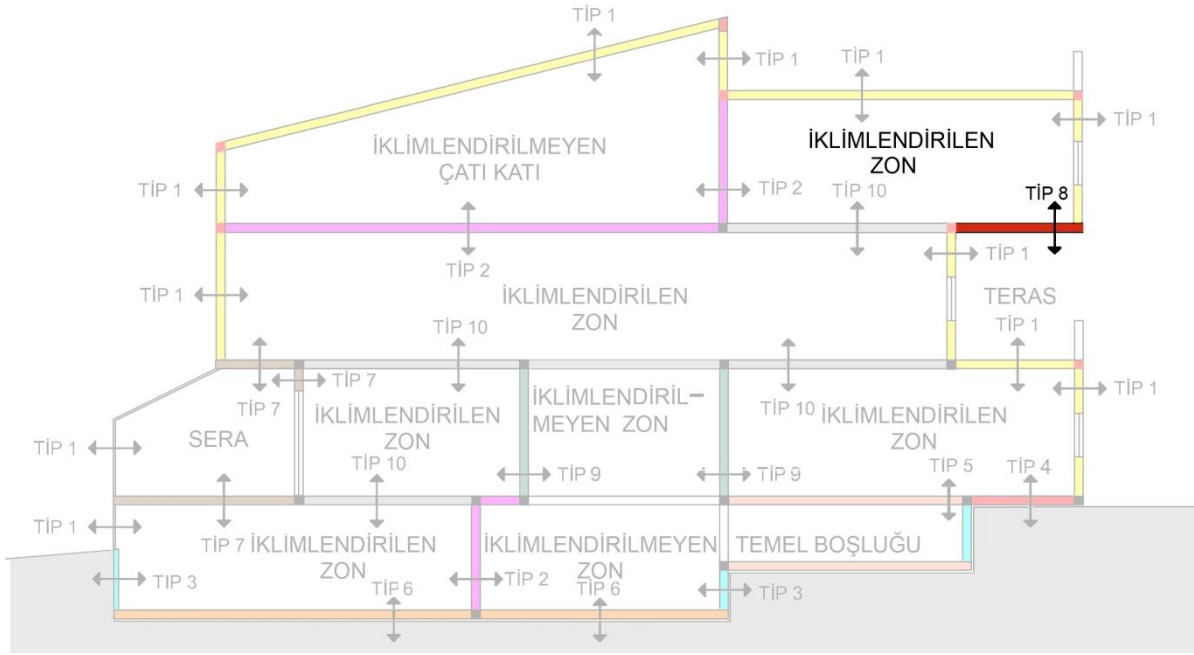 TİP 1
TİP 1
TİP 1
TİP 1
İKLİMLENDİRİLMEYEN
ÇATI KATI
İKLİMLENDİRİLEN
ZON
TİP 1
TİP 2
TİP 10
TİP 8
TİP 2
TİP 1
TİP 1
İKLİMLENDİRİLEN
ZON
TERAS
TİP 10
TİP 1
TİP 7
TİP 7
İKLİMLENDİRİLEN
ZON
İKLİMLENDİRİL–
MEYEN ZON
TİP 10
İKLİMLENDİRİLEN
ZON
TİP 1
SERA
TİP 1
TİP 10
TİP 9
TİP 9
TİP 5
TİP 4
TİP 1
TİP 7
İKLİMLENDİRİLEN
ZON
İKLİMLENDİRİLMEYEN
ZON
TEMEL BOŞLUĞU
TIP 3
TİP 6
TİP 2
TİP 6
TİP 3